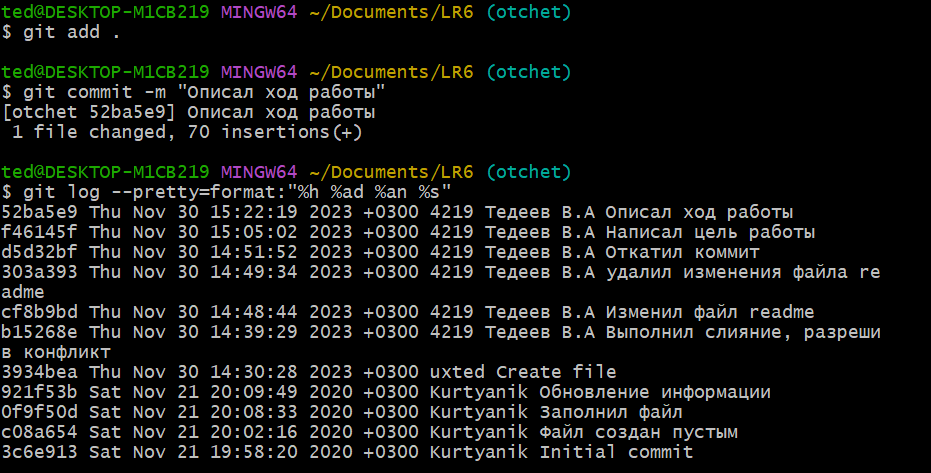 ted@DESKTOP-M1CB219 MINGW64 ~/Documents/LR6 (otchet)
$ git add .
ted@DESKTOP-M1CB219 MINGW64 ~/Documents/LR6 (otchet)
$ git commit -m "Описал ход работы"
[otchet 52ba5e9] Описал ход работы
 1 file changed, 70 insertions(+)
ted@DESKTOP-M1CB219 MINGW64 ~/Documents/LR6 (otchet)
$ git log --pretty=format:"%h %ad %an %s"
52ba5e9 Thu Nov 30 15:22:19 2023 +0300 4219 Тедеев В.А Описал ход работы
f46145f Thu Nov 30 15:05:02 2023 +0300 4219 Тедеев В.А Написал цель работы
d5d32bf Thu Nov 30 14:51:52 2023 +0300 4219 Тедеев В.А Откатил коммит
303a393 Thu Nov 30 14:49:34 2023 +0300 4219 Тедеев В.А удалил изменения файла re
adme
cf8b9bd Thu Nov 30 14:48:44 2023 +0300 4219 Тедеев В.А Изменил файл readme
b15268e Thu Nov 30 14:39:29 2023 +0300 4219 Тедеев В.А Выполнил слияние, разреши
в конфликт
3934bea Thu Nov 30 14:30:28 2023 +0300 uxted Create file
921f53b Sat Nov 21 20:09:49 2020 +0300 Kurtyanik Обновление информации
0f9f50d Sat Nov 21 20:08:33 2020 +0300 Kurtyanik Заполнил файл
c08a654 Sat Nov 21 20:02:16 2020 +0300 Kurtyanik Файл создан пустым
3c6e913 Sat Nov 21 19:58:20 2020 +0300 Kurtyanik Initial commit